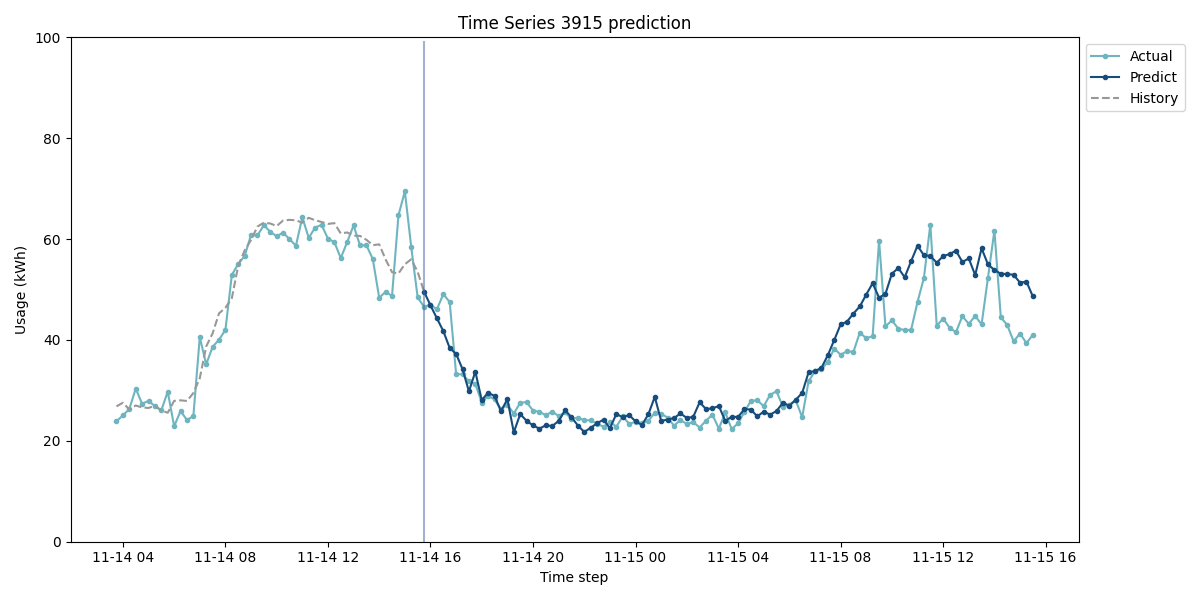 Time Series 3915 prediction
Usage (kWh)
100
80
60
40
20
0
11-14 04
11-14 08
11-14 12
11-14 16
11-14 20
11-15 00
11-15 04
11-15 08
11-15 12
11-15 16
Time step
Actual
Predict
History